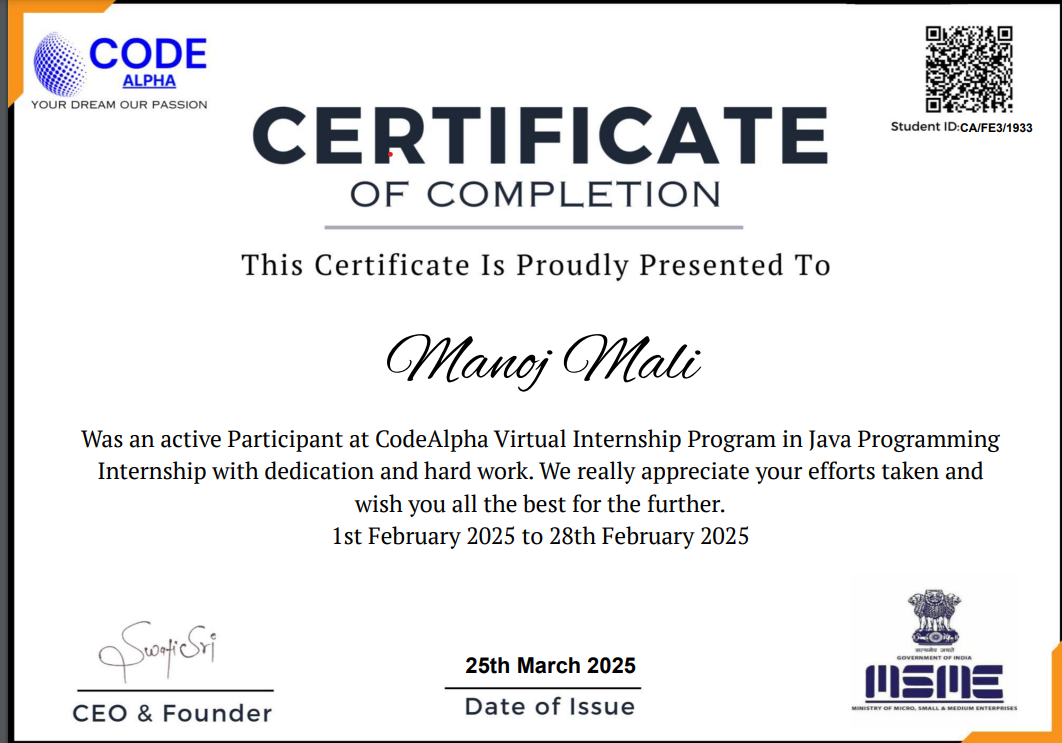 CODE
ALPHA
YOUR DREAM OUR PASSION
Student ID:CA/FE3/1933
CERTIFICATE
OF COMPLETION
This Certificate Is Proudly Presented To
Manoj Mali
Was an active Participant at CodeAlpha Virtual Internship Program in Java Programming
Internship with dedication and hard work. We really appreciate your efforts taken and
wish you all the best for the further.
1st February 2025 to 28th February 2025
SwatiSri
CEO & Founder
25th March 2025
Date of Issue
सत्यमेव जयते
GOVERNMENT OF INDIA
MSME
MINISTRY OF MICRO, SMALL & MEDIUM ENTERPRISES